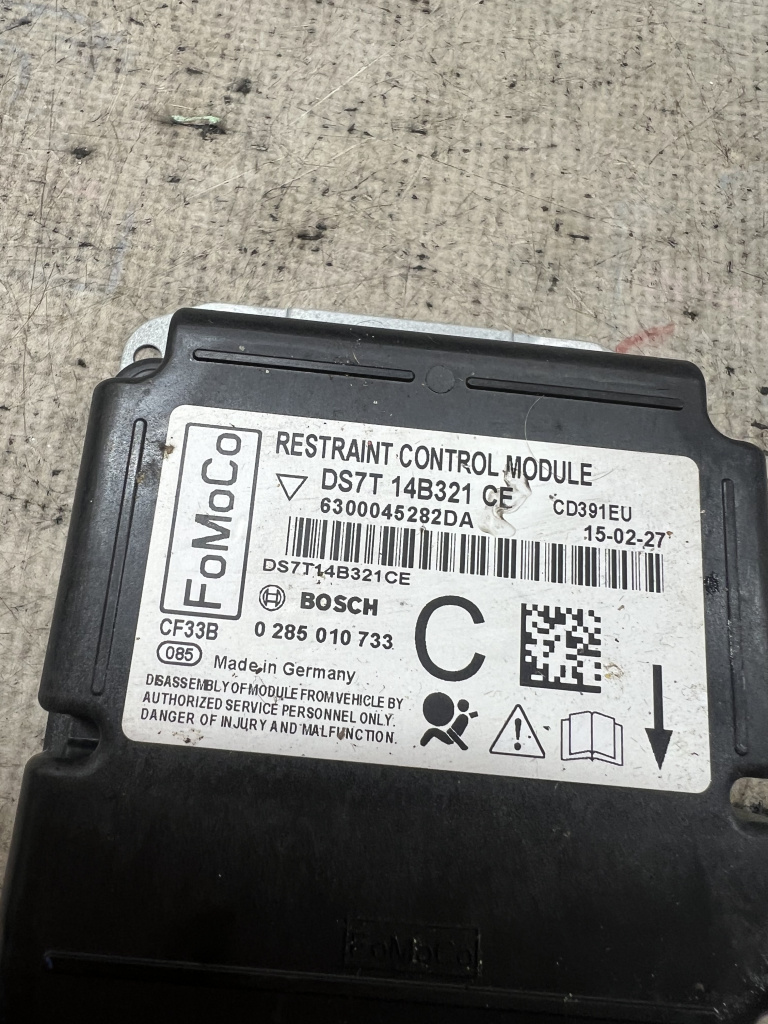 FoMoCo
RESTRAINT CONTROL MODULE
DS7T 14B321 CE CD391EU
6300045282DA 15-02-27
DS7T14B321CE
BOSCH
C
CF33B 0 285 010 733
085
Made in Germany
DISASSEMBLY OF MODULE FROM VEHICLE BY
AUTHORIZED SERVICE PERSONNEL ONLY.
DANGER OF INJURY AND MALFUNCTION.
FoMoCo